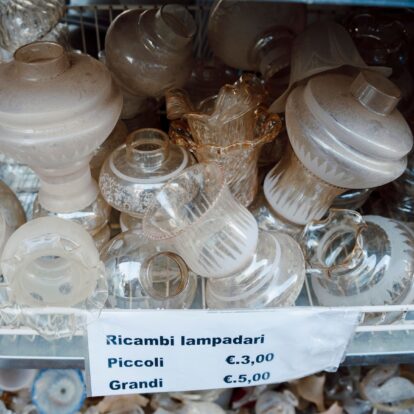 Ricambi lampadari
Piccoli €.3,00
Grandi €.5,00